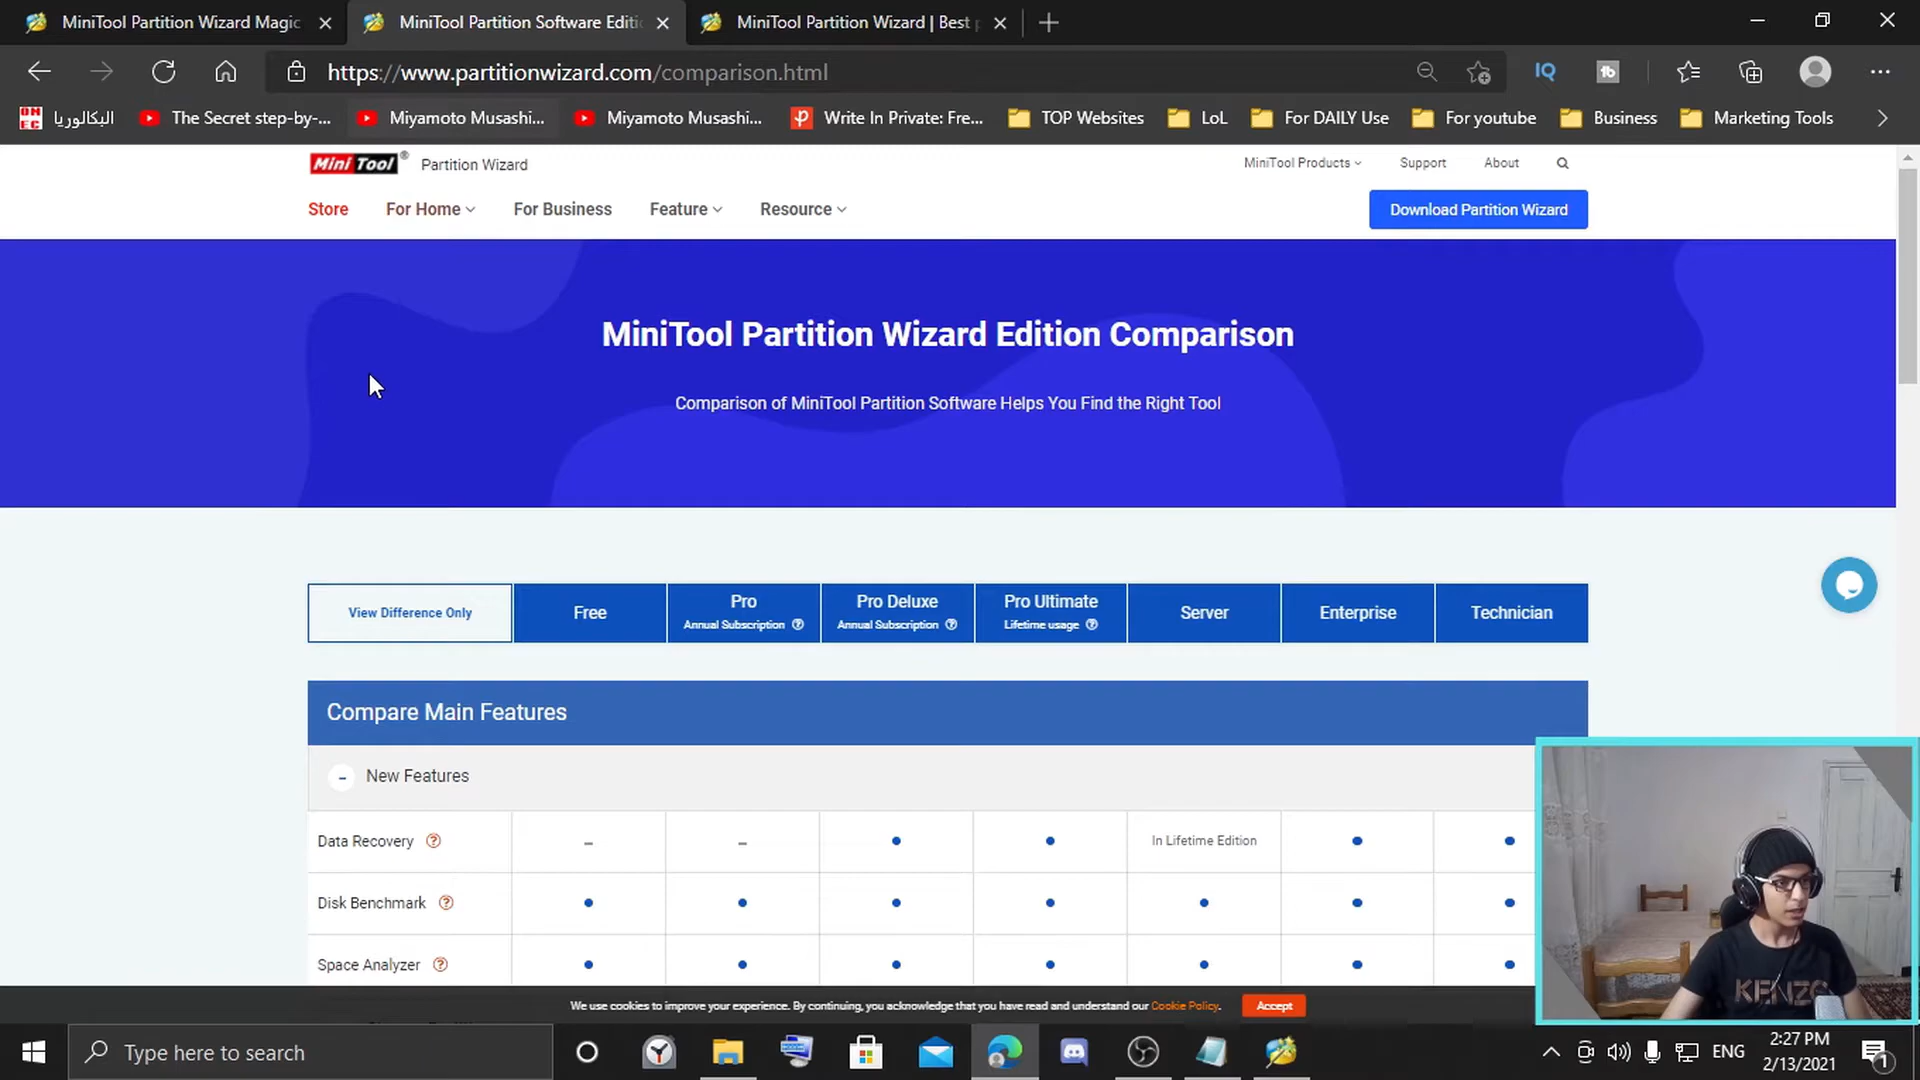 MiniTool Partition Wizard Magic
MiniTool Partition Software Editi
MiniTool Partition Wizard | Best p
https://www.partitionwizard.com/comparison.html
IQ
tb
ON
EC
البكالوريا
The Secret step-by-...
Miyamoto Musashi...
Miyamoto Musashi...
Write In Private: Fre...
TOP Websites
LoL
For DAILY Use
For youtube
Business
Marketing Tools
MiniTool® Partition Wizard
MiniTool Products
Support
About
Store
For Home
For Business
Feature
Resource
Download Partition Wizard
MiniTool Partition Wizard Edition Comparison
Comparison of MiniTool Partition Software Helps You Find the Right Tool
View Difference Only
Free
Pro
Annual Subscription ?
Pro Deluxe
Annual Subscription ?
Pro Ultimate
Lifetime usage ?
Server
Enterprise
Technician
Compare Main Features
- New Features
Data Recovery ?
–
–
In Lifetime Edition
Disk Benchmark ?
Space Analyzer ?
We use cookies to improve your experience. By continuing, you acknowledge that you have read and understand our Cookie Policy.
Accept
KENZO
Type here to search
ENG
2:27 PM
2/13/2021
1